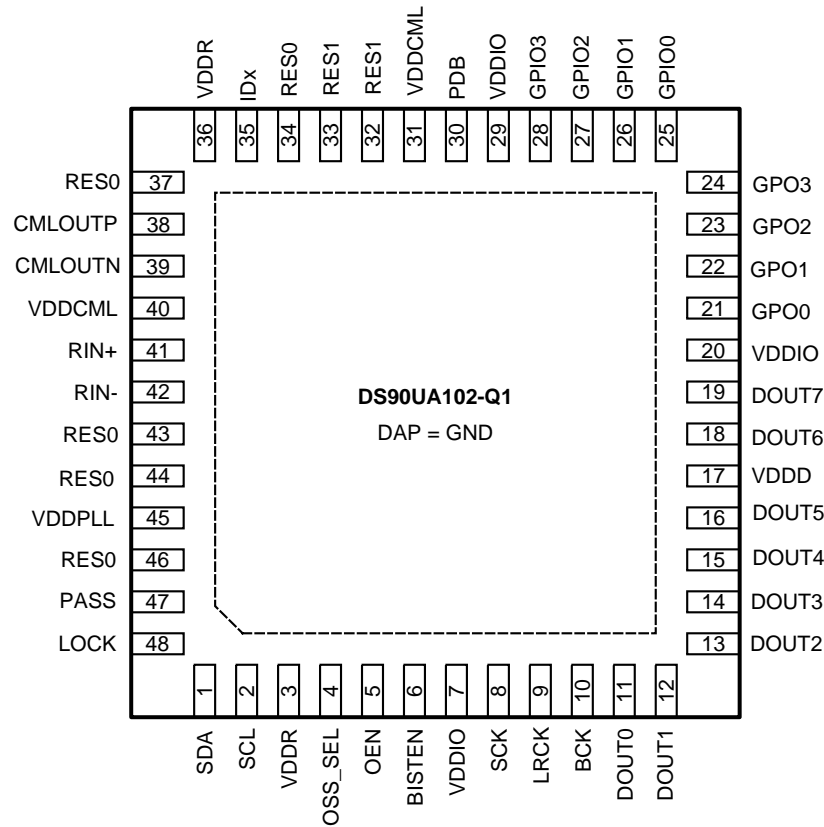 VDDR
IDx
RES0
RES1
RES1
VDDCML
PDB
VDDIO
GPIO3
GPIO2
GPIO1
GPIO0
36
35
34
33
32
31
30
29
28
27
26
25
RES0 37
CMLOUTP 38
CMLOUTN 39
VDDCML 40
RIN+ 41
RIN- 42
RES0 43
RES0 44
VDDPLL 45
RES0 46
PASS 47
LOCK 48
DS90UA102-Q1
DAP = GND
24 GPO3
23 GPO2
22 GPO1
21 GPO0
20 VDDIO
19 DOUT7
18 DOUT6
17 VDDD
16 DOUT5
15 DOUT4
14 DOUT3
13 DOUT2
1
2
3
4
5
6
7
8
9
10
11
12
SDA
SCL
VDDR
OSS_SEL
OEN
BISTEN
VDDIO
SCK
LRCK
BCK
DOUT0
DOUT1